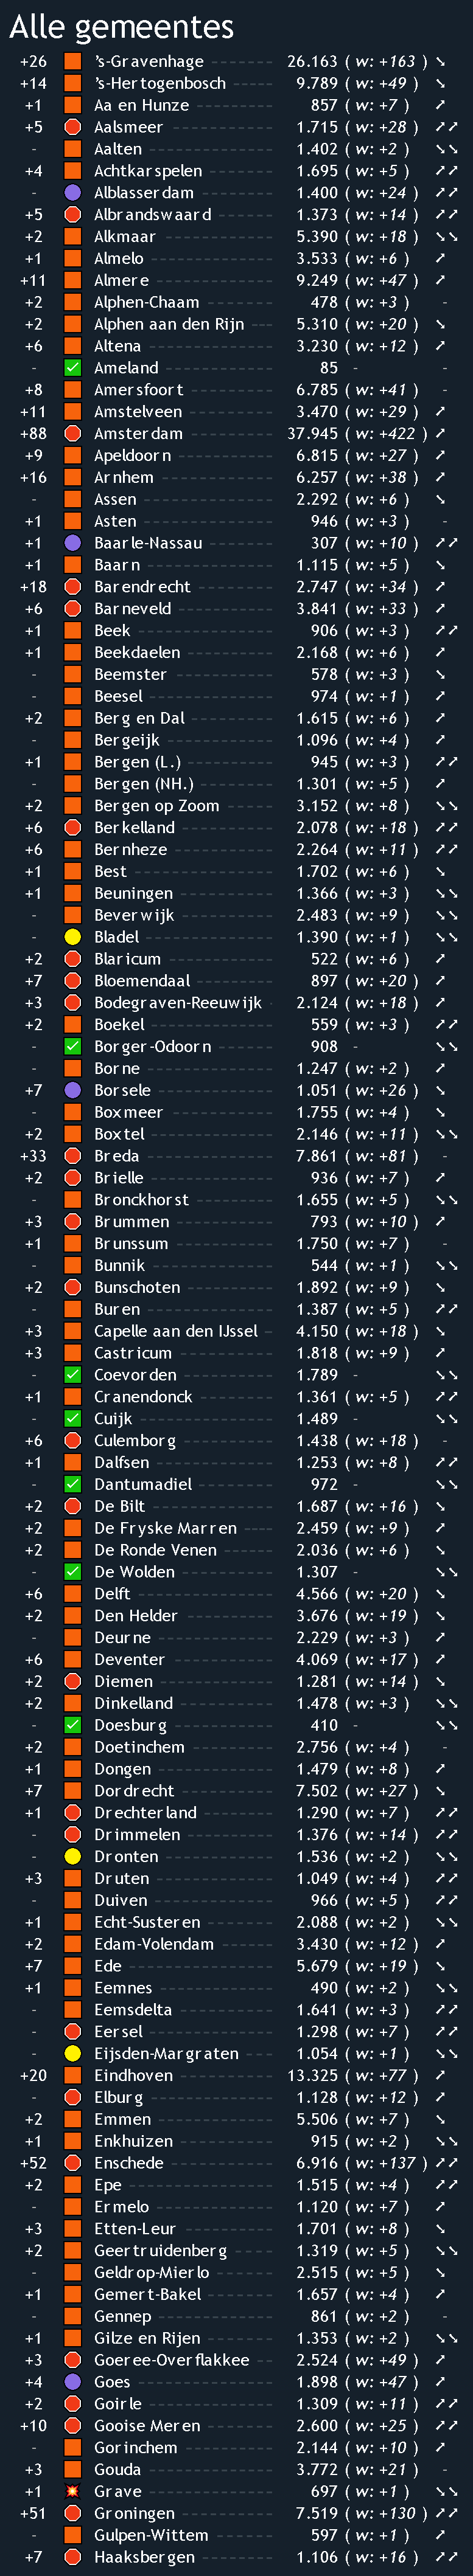 Alle gemeentes
+26 's-Gravenhage 26.163 ( w: +163 ) ↘
+14 's-Hertogenbosch 9.789 ( w: +49 ) ↘
+1 Aa en Hunze 857 ( w: +7 ) ↗
+5 Aalsmeer 1.715 ( w: +28 ) ↗↗
- Aalten 1.402 ( w: +2 ) ↘↘
+4 Achtkarspelen 1.695 ( w: +5 ) ↗↗
- Alblasserdam 1.400 ( w: +24 ) ↗↗
+5 Albrandswaard 1.373 ( w: +14 ) ↗↗
+2 Alkmaar 5.390 ( w: +18 ) ↘↘
+1 Almelo 3.533 ( w: +6 ) ↗
+11 Almere 9.249 ( w: +47 ) ↗
+2 Alphen-Chaam 478 ( w: +3 ) -
+2 Alphen aan den Rijn 5.310 ( w: +20 ) ↘
+6 Altena 3.230 ( w: +12 ) ↗
- Ameland 85 - -
+8 Amersfoort 6.785 ( w: +41 ) -
+11 Amstelveen 3.470 ( w: +29 ) ↗
+88 Amsterdam 37.945 ( w: +422 ) ↗
+9 Apeldoorn 6.815 ( w: +27 ) ↗
+16 Arnhem 6.257 ( w: +38 ) ↗
- Assen 2.292 ( w: +6 ) ↘
+1 Asten 946 ( w: +3 ) -
+1 Baarle-Nassau 307 ( w: +10 ) ↗↗
+1 Baarn 1.115 ( w: +5 ) ↘
+18 Barendrecht 2.747 ( w: +34 ) ↗
+6 Barneveld 3.841 ( w: +33 ) ↗
+1 Beek 906 ( w: +3 ) ↗↗
+1 Beekdaelen 2.168 ( w: +6 ) ↗
- Beemster 578 ( w: +3 ) ↘
- Beesel 974 ( w: +1 ) ↗
+2 Berg en Dal 1.615 ( w: +6 ) ↗
- Bergeijk 1.096 ( w: +4 ) ↗
+1 Bergen (L.) 945 ( w: +3 ) ↗↗
- Bergen (NH.) 1.301 ( w: +5 ) ↗
+2 Bergen op Zoom 3.152 ( w: +8 ) ↘↘
+6 Berkelland 2.078 ( w: +18 ) ↗↗
+6 Bernheze 2.264 ( w: +11 ) ↗↗
+1 Best 1.702 ( w: +6 ) ↘
+1 Beuningen 1.366 ( w: +3 ) ↘↘
- Beverwijk 2.483 ( w: +9 ) ↘↘
- Bladel 1.390 ( w: +1 ) ↘↘
+2 Blaricum 522 ( w: +6 ) ↗
+7 Bloemendaal 897 ( w: +20 ) ↗
+3 Bodegraven-Reeuwijk 2.124 ( w: +18 ) ↗
+2 Boekel 559 ( w: +3 ) ↗↗
- Borger-Odoorn 908 - ↘↘
- Borne 1.247 ( w: +2 ) ↗
+7 Borsele 1.051 ( w: +26 ) ↘
- Boxmeer 1.755 ( w: +4 ) ↘
+2 Boxtel 2.146 ( w: +11 ) ↘↘
+33 Breda 7.861 ( w: +81 ) -
+2 Brielle 936 ( w: +7 ) ↗
- Bronckhorst 1.655 ( w: +5 ) ↘↘
+3 Brummen 793 ( w: +10 ) ↗
+1 Brunssum 1.750 ( w: +7 ) -
- Bunnik 544 ( w: +1 ) ↘↘
+2 Bunschoten 1.892 ( w: +9 ) ↘
- Buren 1.387 ( w: +5 ) ↗↗
+3 Capelle aan den IJssel 4.150 ( w: +18 ) ↘
+3 Castricum 1.818 ( w: +9 ) ↗
- Coevorden 1.789 - ↘↘
+1 Cranendonck 1.361 ( w: +5 ) ↗↗
- Cuijk 1.489 - ↘↘
+6 Culemborg 1.438 ( w: +18 ) -
+1 Dalfsen 1.253 ( w: +8 ) ↗↗
- Dantumadiel 972 - ↘↘
+2 De Bilt 1.687 ( w: +16 ) ↘
+2 De Fryske Marren 2.459 ( w: +9 ) ↗
+2 De Ronde Venen 2.036 ( w: +6 ) ↘
- De Wolden 1.307 - ↘↘
+6 Delft 4.566 ( w: +20 ) ↘
+2 Den Helder 3.676 ( w: +19 ) ↘
- Deurne 2.229 ( w: +3 ) ↗
+6 Deventer 4.069 ( w: +17 ) ↗
+2 Diemen 1.281 ( w: +14 ) ↘
+2 Dinkelland 1.478 ( w: +3 ) ↘↘
- Doesburg 410 - ↘↘
+2 Doetinchem 2.756 ( w: +4 ) -
+1 Dongen 1.479 ( w: +8 ) ↗
+7 Dordrecht 7.502 ( w: +27 ) ↘
+1 Drechterland 1.290 ( w: +7 ) ↗↗
- Drimmelen 1.376 ( w: +14 ) ↗↗
- Dronten 1.536 ( w: +2 ) ↘↘
+3 Druten 1.049 ( w: +4 ) ↗↗
- Duiven 966 ( w: +5 ) ↗↗
+1 Echt-Susteren 2.088 ( w: +2 ) ↘↘
+2 Edam-Volendam 3.430 ( w: +12 ) ↗
+7 Ede 5.679 ( w: +19 ) ↘
+1 Eemnes 490 ( w: +2 ) ↘↘
- Eemsdelta 1.641 ( w: +3 ) ↗↗
- Eersel 1.298 ( w: +7 ) ↗↗
- Eijsden-Margraten 1.054 ( w: +1 ) ↘↘
+20 Eindhoven 13.325 ( w: +77 ) ↗
- Elburg 1.128 ( w: +12 ) ↗
+2 Emmen 5.506 ( w: +7 ) ↘
+1 Enkhuizen 915 ( w: +2 ) ↘↘
+52 Enschede 6.916 ( w: +137 ) ↗↗
+2 Epe 1.515 ( w: +4 ) ↗↗
- Ermelo 1.120 ( w: +7 ) ↗
+3 Etten-Leur 1.701 ( w: +8 ) ↘
+2 Geertruidenberg 1.319 ( w: +5 ) ↘↘
- Geldrop-Mierlo 2.515 ( w: +5 ) ↘
+1 Gemert-Bakel 1.657 ( w: +4 ) ↗
- Gennep 861 ( w: +2 ) -
+1 Gilze en Rijen 1.353 ( w: +2 ) ↘↘
+3 Goeree-Overflakkee 2.524 ( w: +49 ) ↗
+4 Goes 1.898 ( w: +47 ) ↗
+2 Goirle 1.309 ( w: +11 ) ↗↗
+10 Gooise Meren 2.600 ( w: +25 ) ↗↗
- Gorinchem 2.144 ( w: +10 ) ↗
+3 Gouda 3.772 ( w: +21 ) -
+1 Grave 697 ( w: +1 ) ↘↘
+51 Groningen 7.519 ( w: +130 ) ↗↗
- Gulpen-Wittem 597 ( w: +1 ) ↗
+7 Haaksbergen 1.106 ( w: +16 ) ↗↗